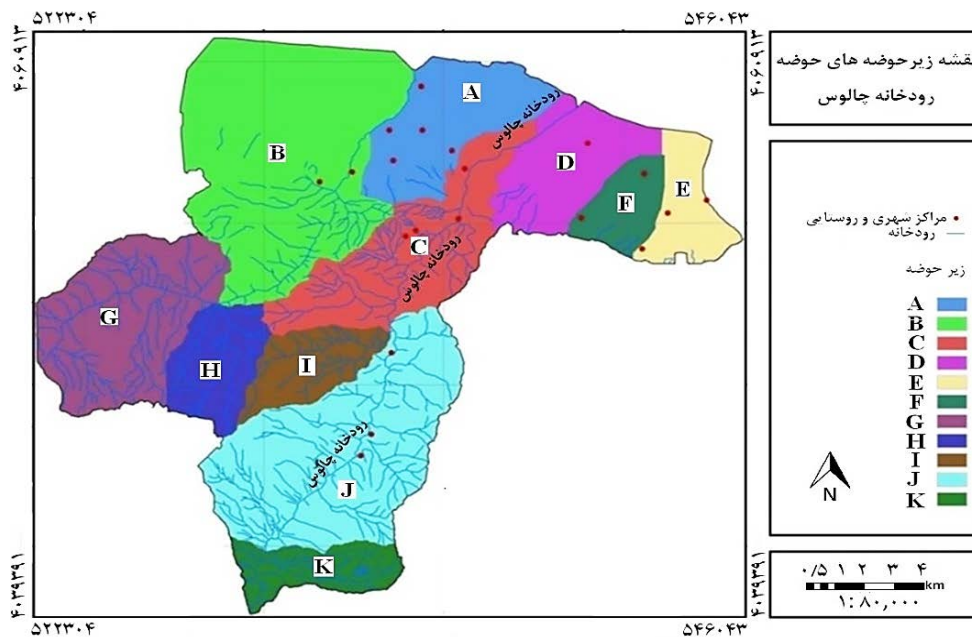 ۵۲۲۳۰۴
۵۴۶۰۴۳
۴۰۶۰۹۱۳
۴۰۶۰۹۱۳
نقشه زیرحوضه های حوضه
رودخانه چالوس
A
رودخانه چالوس
B
D
F
E
C
رودخانه چالوس
G
H
I
رودخانه چالوس
J
K
مراکز شهری و روستایی
رودخانه
زیر حوضه
A
B
C
D
E
F
G
H
I
J
K
N
۰/۵ ۱ ۲ ۳ ۴
km
۱:۸۰,۰۰۰
۴۰۳۹۳۹۱
۴۰۳۹۳۹۱
۵۲۲۳۰۴
۵۴۶۰۴۳